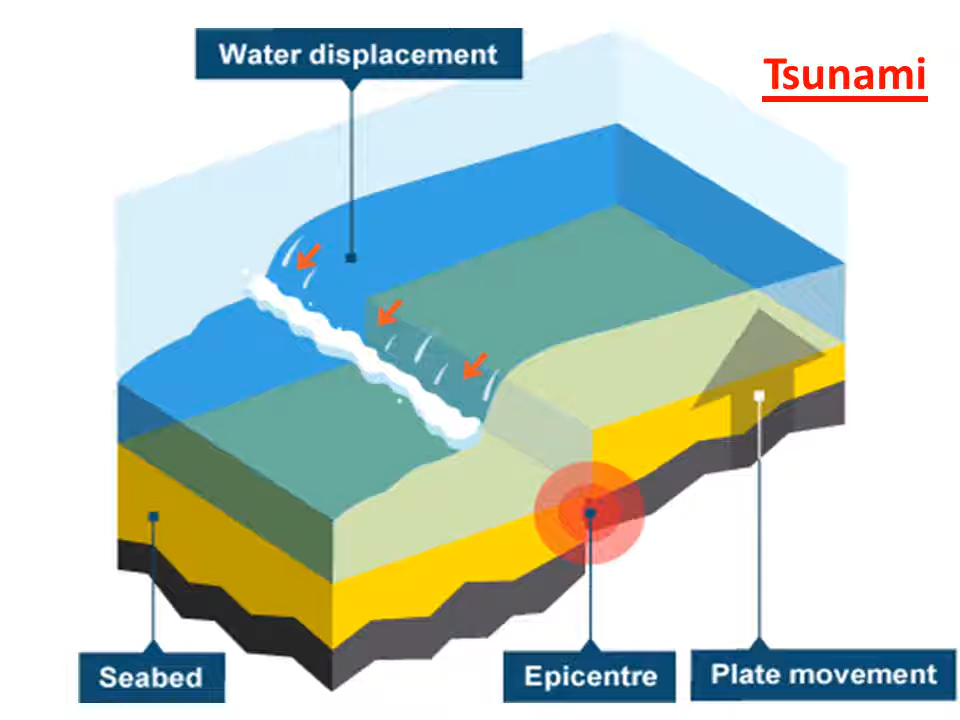 Water displacement
Tsunami
Seabed
Epicentre
Plate movement